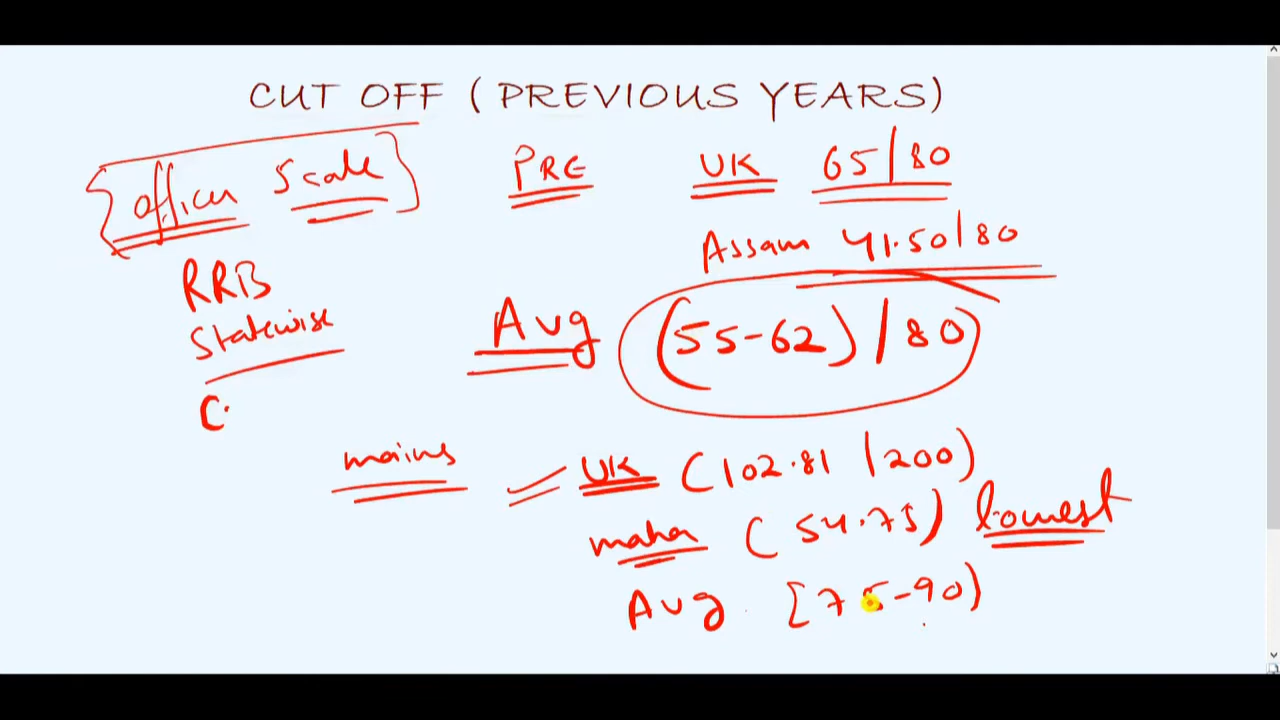 CUT OFF (PREVIOUS YEARS)
{officer Scale}
PRE
UK 65/80
Assam 41.50/80
RRB
Statewise
C.
Avg (55-62)/80
mains
UK (102.81/200)
maha (54.75) lowest
Avg [75-90)